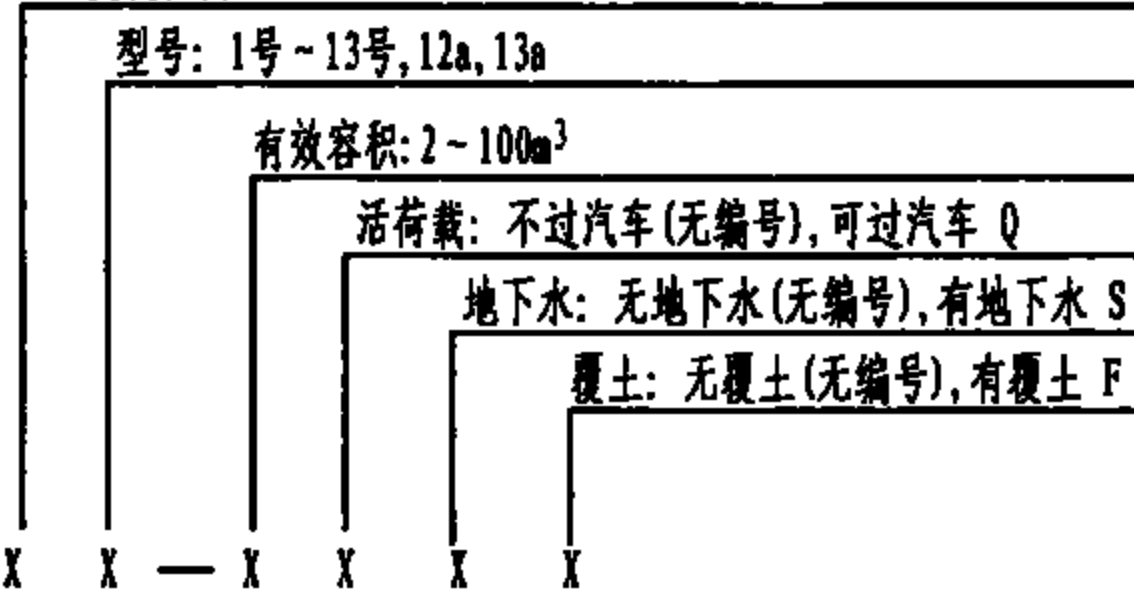 型号: 1号~13号,12a,13a
有效容积:2~100m³
活荷载: 不过汽车(无编号),可过汽车 Q
地下水: 无地下水(无编号),有地下水 S
覆土: 无覆土(无编号),有覆土 F
X X — X X X X